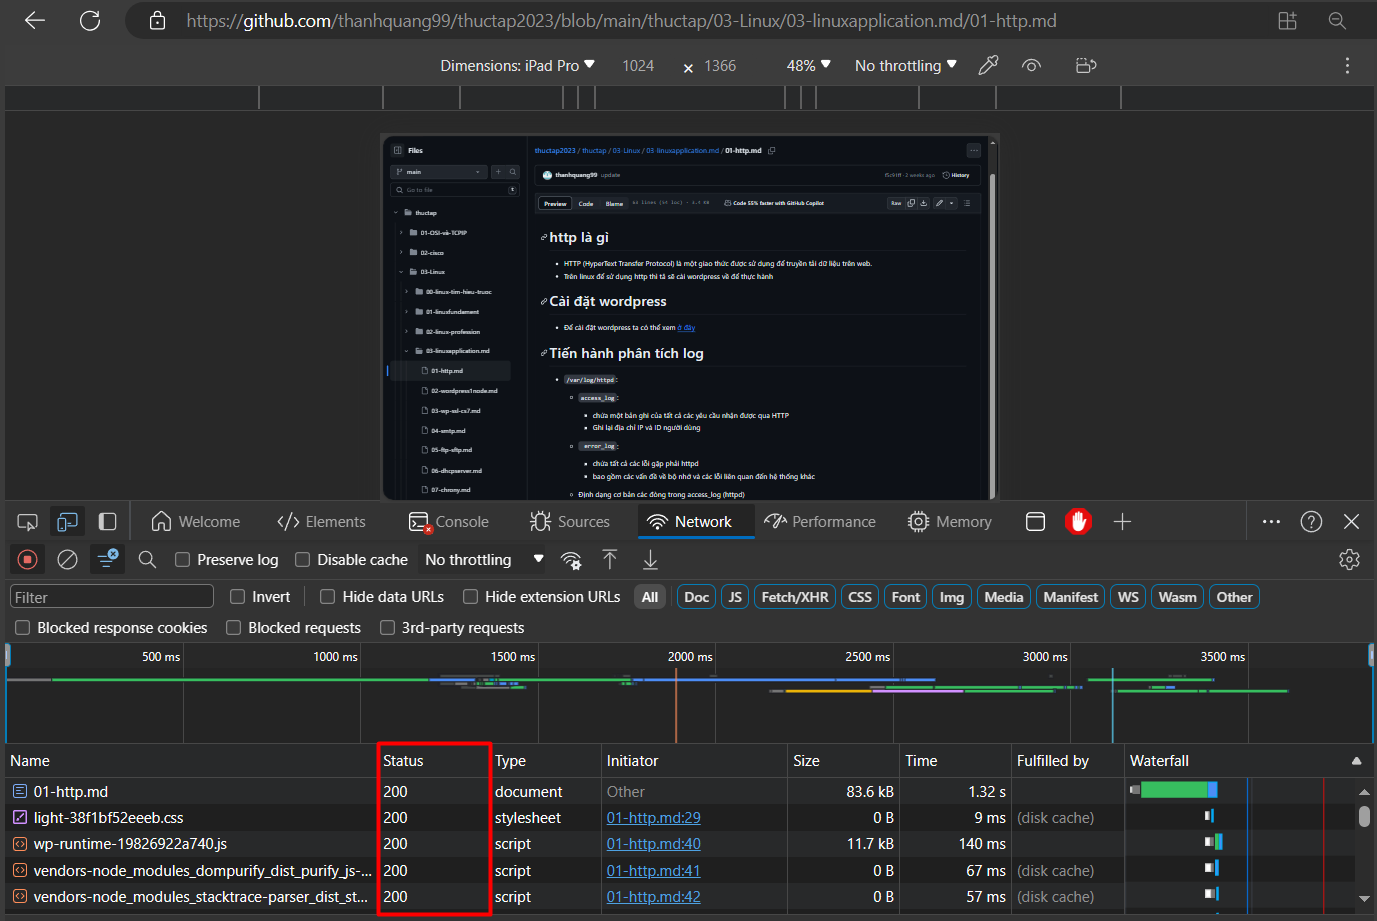 https://github.com/thanhquang99/thuctap2023/blob/main/thuctap/03-Linux/03-linuxapplication.md/01-http.md
Dimensions: iPad Pro 1024 × 1366 48% No throttling
Files
thuctap2023 / thuctap / 03-Linux / 03-linuxapplication.md / 01-http.md
main
thanhquang99 update
2 weeks ago History
Go to file t
Preview Code Blame Code 55% faster with GitHub Copilot Raw
thuctap
01-OSI-và-TCPIP
02-cisco
03-Linux
00-linux-tim-hieu-truoc
01-linuxfundament
02-linux-profession
03-linuxapplication.md
01-http.md
02-wordpress1node.md
03-wp-ssl-cs7.md
04-smtp.md
05-ftp-sftp.md
06-dhcpserver.md
07-chrony.md
http là gì
HTTP (HyperText Transfer Protocol) là một giao thức được sử dụng để truyền tải dữ liệu trên web.
Trên linux để sử dụng http thì tả sẽ cài wordpress về để thực hành
Cài đặt wordpress
Để cài đặt wordpress ta có thể xem ở đây
Tiến hành phân tích log
/var/log/httpd:
access_log:
chứa một bản ghi của tất cả các yêu cầu nhận được qua HTTP
Ghi lại địa chỉ IP và ID người dùng
error_log:
chứa tất cả các lỗi gặp phải httpd
bao gồm các vấn đề về bộ nhớ và các lỗi liên quan đến hệ thống khác
Định dạng cơ bản các dòng trong access_log (httpd)
Welcome Elements Console Sources Network Performance Memory
Preserve log Disable cache No throttling
Filter Invert Hide data URLs Hide extension URLs All Doc JS Fetch/XHR CSS Font Img Media Manifest WS Wasm Other
Blocked response cookies Blocked requests 3rd-party requests
500 ms 1000 ms 1500 ms 2000 ms 2500 ms 3000 ms 3500 ms
Name Status Type Initiator Size Time Fulfilled by Waterfall
01-http.md 200 document Other 83.6 kB 1.32 s
light-38f1bf52eeeb.css 200 stylesheet 01-http.md:29 0 B 9 ms (disk cache)
wp-runtime-19826922a740.js 200 script 01-http.md:40 11.7 kB 140 ms
vendors-node_modules_dompurify_dist_purify_js-... 200 script 01-http.md:41 0 B 67 ms (disk cache)
vendors-node_modules_stacktrace-parser_dist_st... 200 script 01-http.md:42 0 B 57 ms (disk cache)